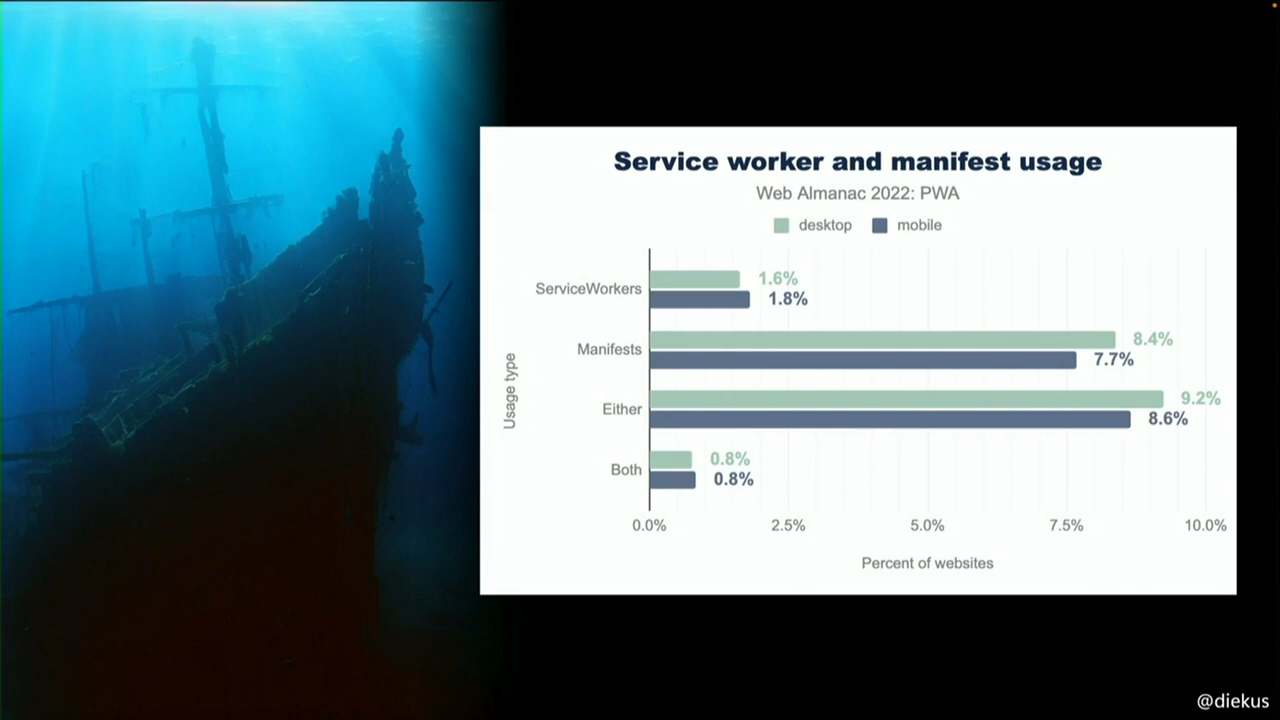 Service worker and manifest usage
Web Almanac 2022: PWA
desktop mobile
ServiceWorkers 1.6%
1.8%
Manifests 8.4%
7.7%
Either 9.2%
8.6%
Both 0.8%
0.8%
Usage type
0.0% 2.5% 5.0% 7.5% 10.0%
Percent of websites
@diekus